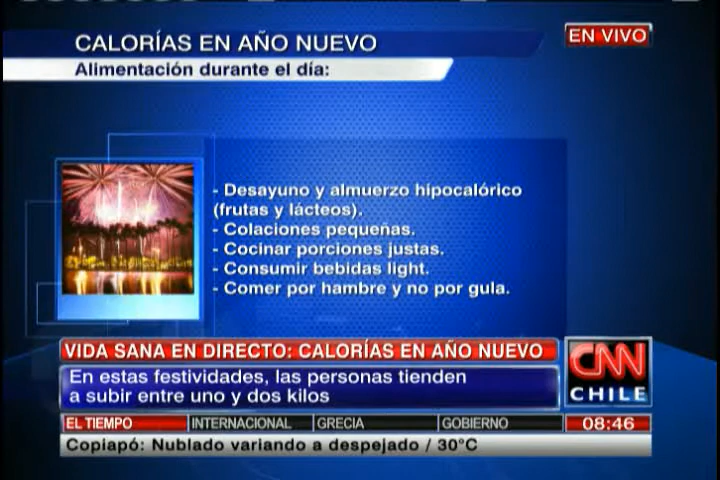 CALORÍAS EN AÑO NUEVO
EN VIVO
Alimentación durante el día:
- Desayuno y almuerzo hipocalórico
(frutas y lácteos).
- Colaciones pequeñas.
- Cocinar porciones justas.
- Consumir bebidas light.
- Comer por hambre y no por gula.
VIDA SANA EN DIRECTO: CALORÍAS EN AÑO NUEVO
En estas festividades, las personas tienden
a subir entre uno y dos kilos
CNN
CHILE
EL TIEMPO INTERNACIONAL GRECIA GOBIERNO 08:46
Copiapó: Nublado variando a despejado / 30°C